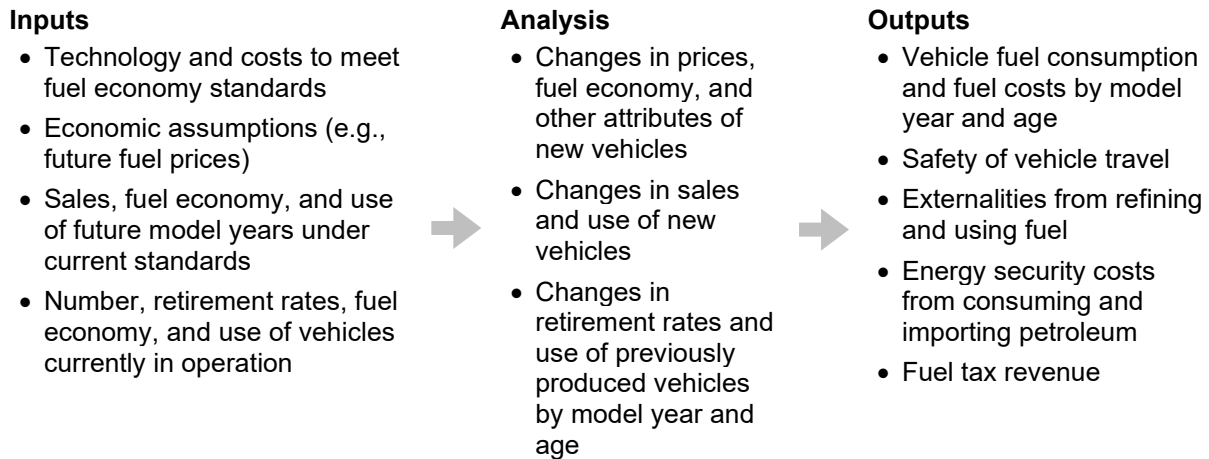 Inputs
• Technology and costs to meet
fuel economy standards
• Economic assumptions (e.g.,
future fuel prices)
• Sales, fuel economy, and use
of future model years under
current standards
• Number, retirement rates, fuel
economy, and use of vehicles
currently in operation
Analysis
• Changes in prices,
fuel economy, and
other attributes of
new vehicles
• Changes in sales
and use of new
vehicles
• Changes in
retirement rates and
use of previously
produced vehicles
by model year and
age
Outputs
• Vehicle fuel consumption
and fuel costs by model
year and age
• Safety of vehicle travel
• Externalities from refining
and using fuel
• Energy security costs
from consuming and
importing petroleum
• Fuel tax revenue